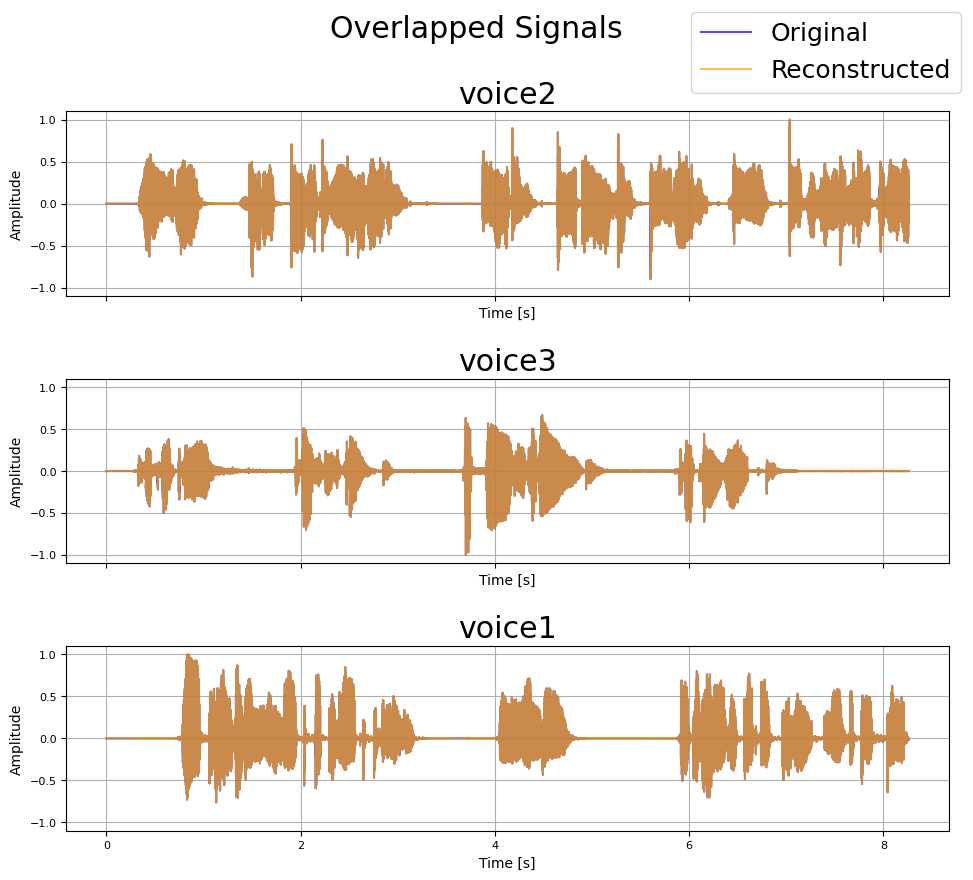 Overlapped Signals
Original
Reconstructed
voice2
1.0
0.5
0.0
−0.5
−1.0
Amplitude
Time [s]
voice3
1.0
0.5
0.0
−0.5
−1.0
Amplitude
Time [s]
voice1
1.0
0.5
0.0
−0.5
−1.0
Amplitude
0 2 4 6 8
Time [s]